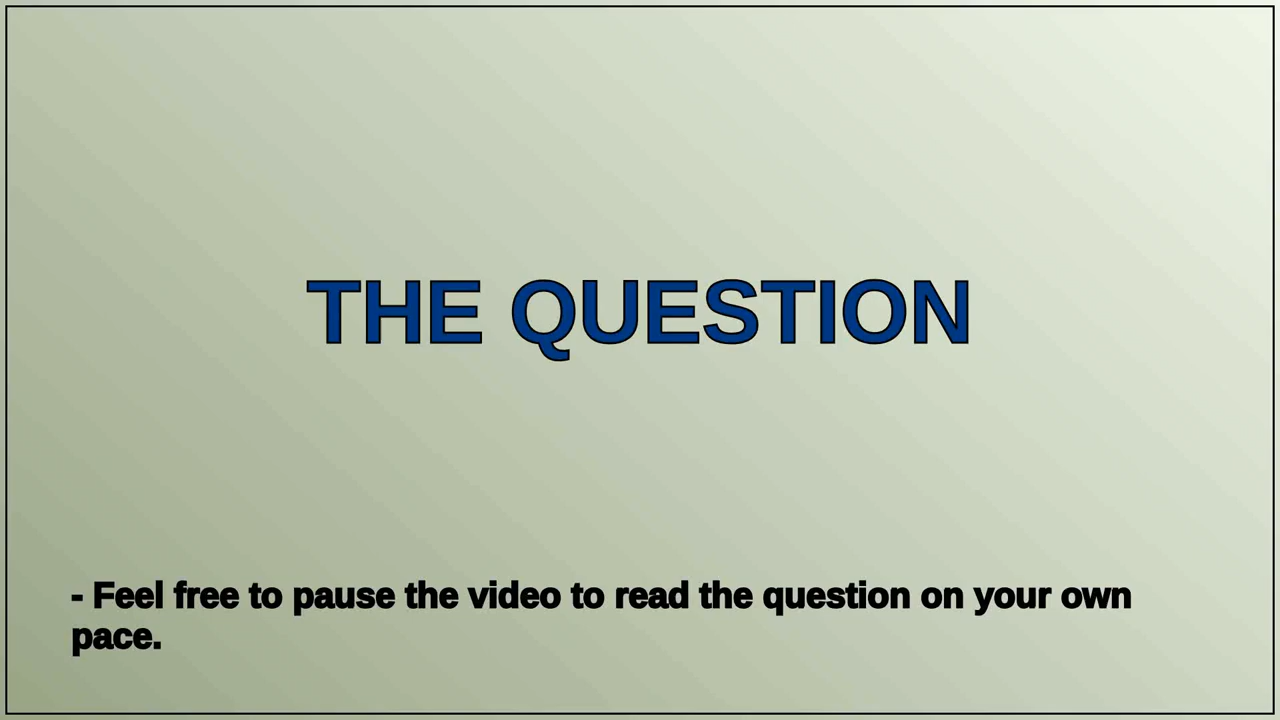 THE QUESTION
- Feel free to pause the video to read the question on your own
pace.